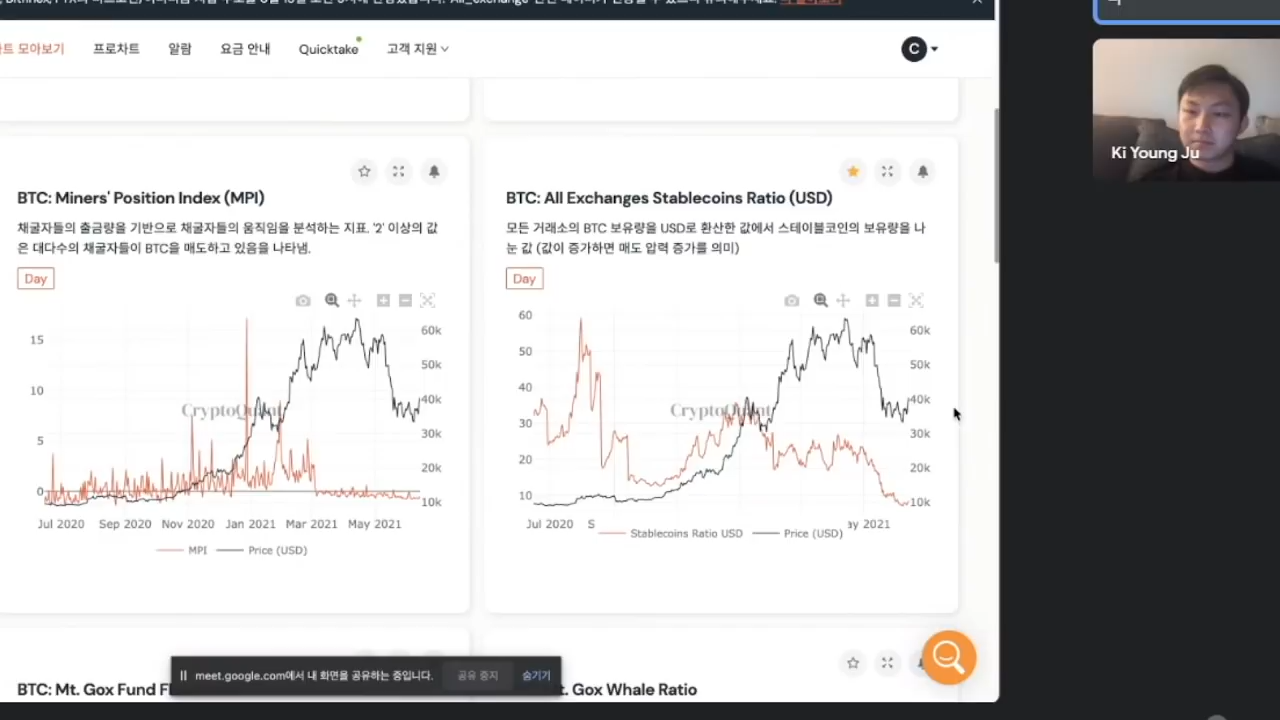 트 모아보기 프로차트 알람 요금 안내 Quicktake 고객 지원 C
Ki Young Ju
BTC: Miners' Position Index (MPI)
채굴자들의 출금량을 기반으로 채굴자들의 움직임을 분석하는 지표. '2' 이상의 값
은 대다수의 채굴자들이 BTC을 매도하고 있음을 나타냄.
Day
15
10
5
0
60k
50k
40k
30k
20k
10k
CryptoQuant
Jul 2020 Sep 2020 Nov 2020 Jan 2021 Mar 2021 May 2021
MPI Price (USD)
BTC: All Exchanges Stablecoins Ratio (USD)
모든 거래소의 BTC 보유량을 USD로 환산한 값에서 스테이블코인의 보유량을 나
눈 값 (값이 증가하면 매도 압력 증가를 의미)
Day
60
50
40
30
20
10
60k
50k
40k
30k
20k
10k
CryptoQuant
Jul 2020 S ay 2021
Stablecoins Ratio USD Price (USD)
meet.google.com에서 내 화면을 공유하는 중입니다. 공유 중지 숨기기
BTC: Mt. Gox Fund Fl
t. Gox Whale Ratio